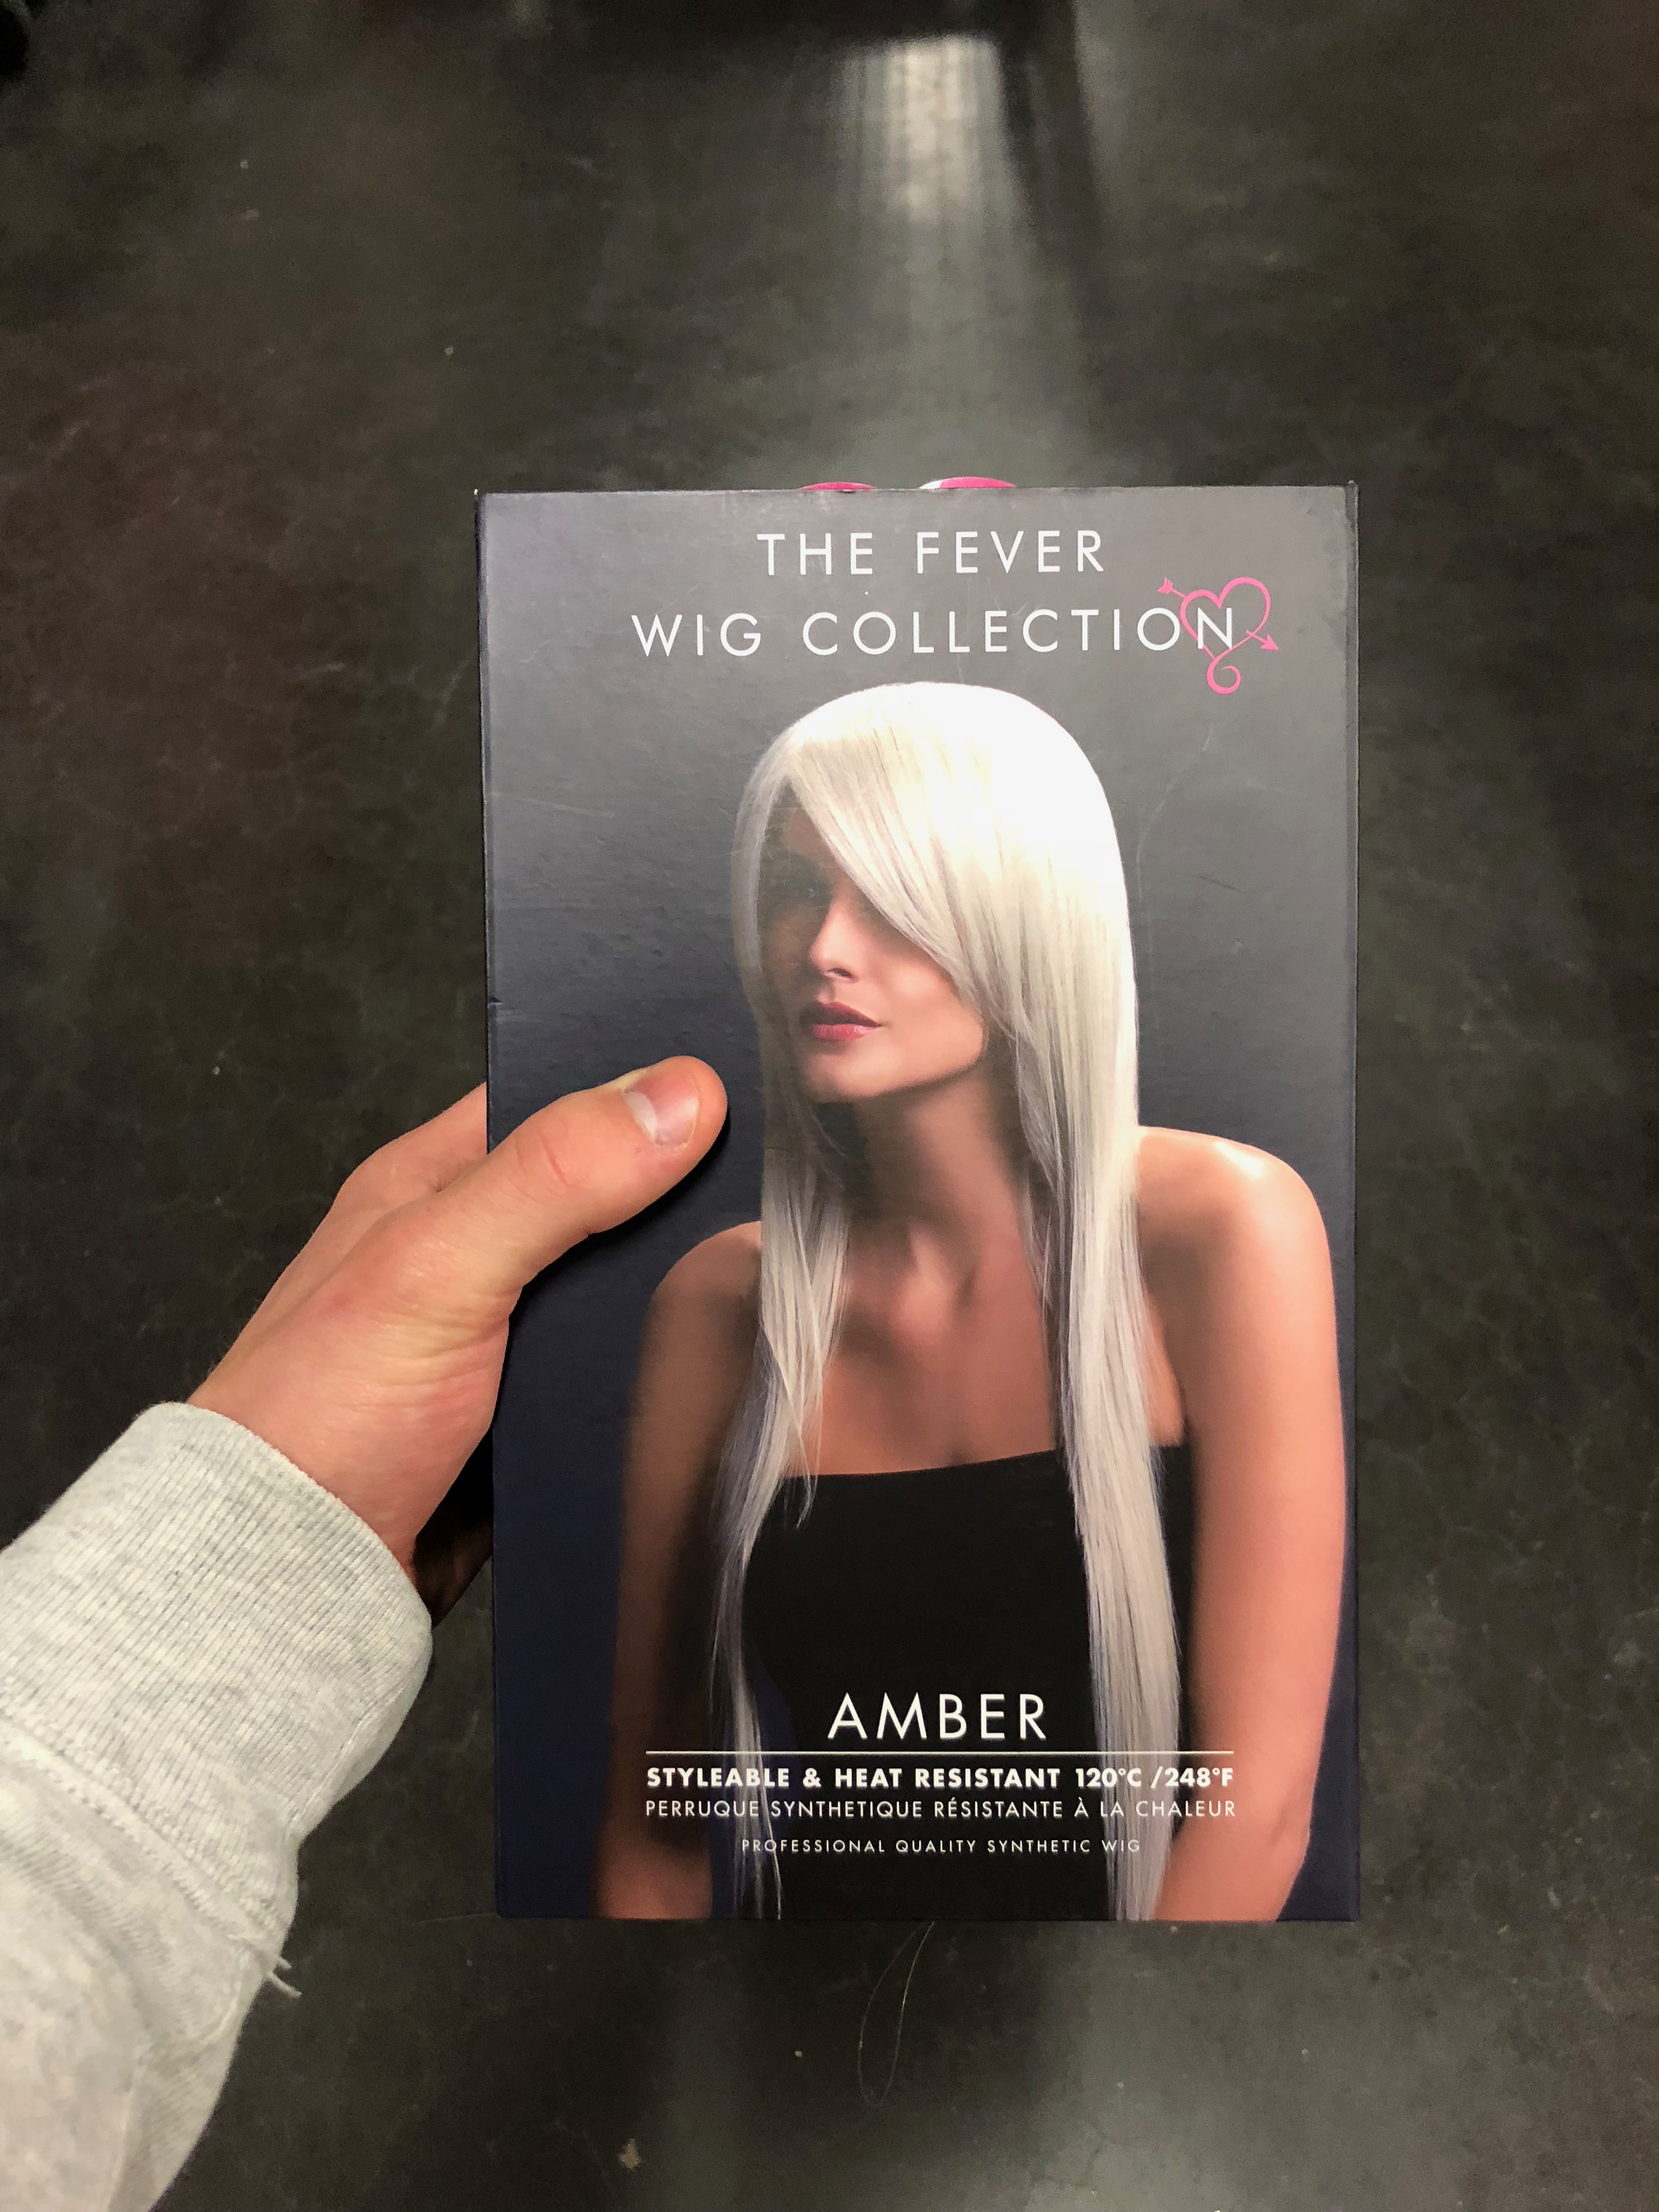 THE FEVER
WIG COLLECTION
AMBER
STYLEABLE & HEAT RESISTANT 120°C /248°F
PERRUQUE SYNTHETIQUE RÉSISTANTE À LA CHALEUR
PROFESSIONAL QUALITY SYNTHETIC WIG